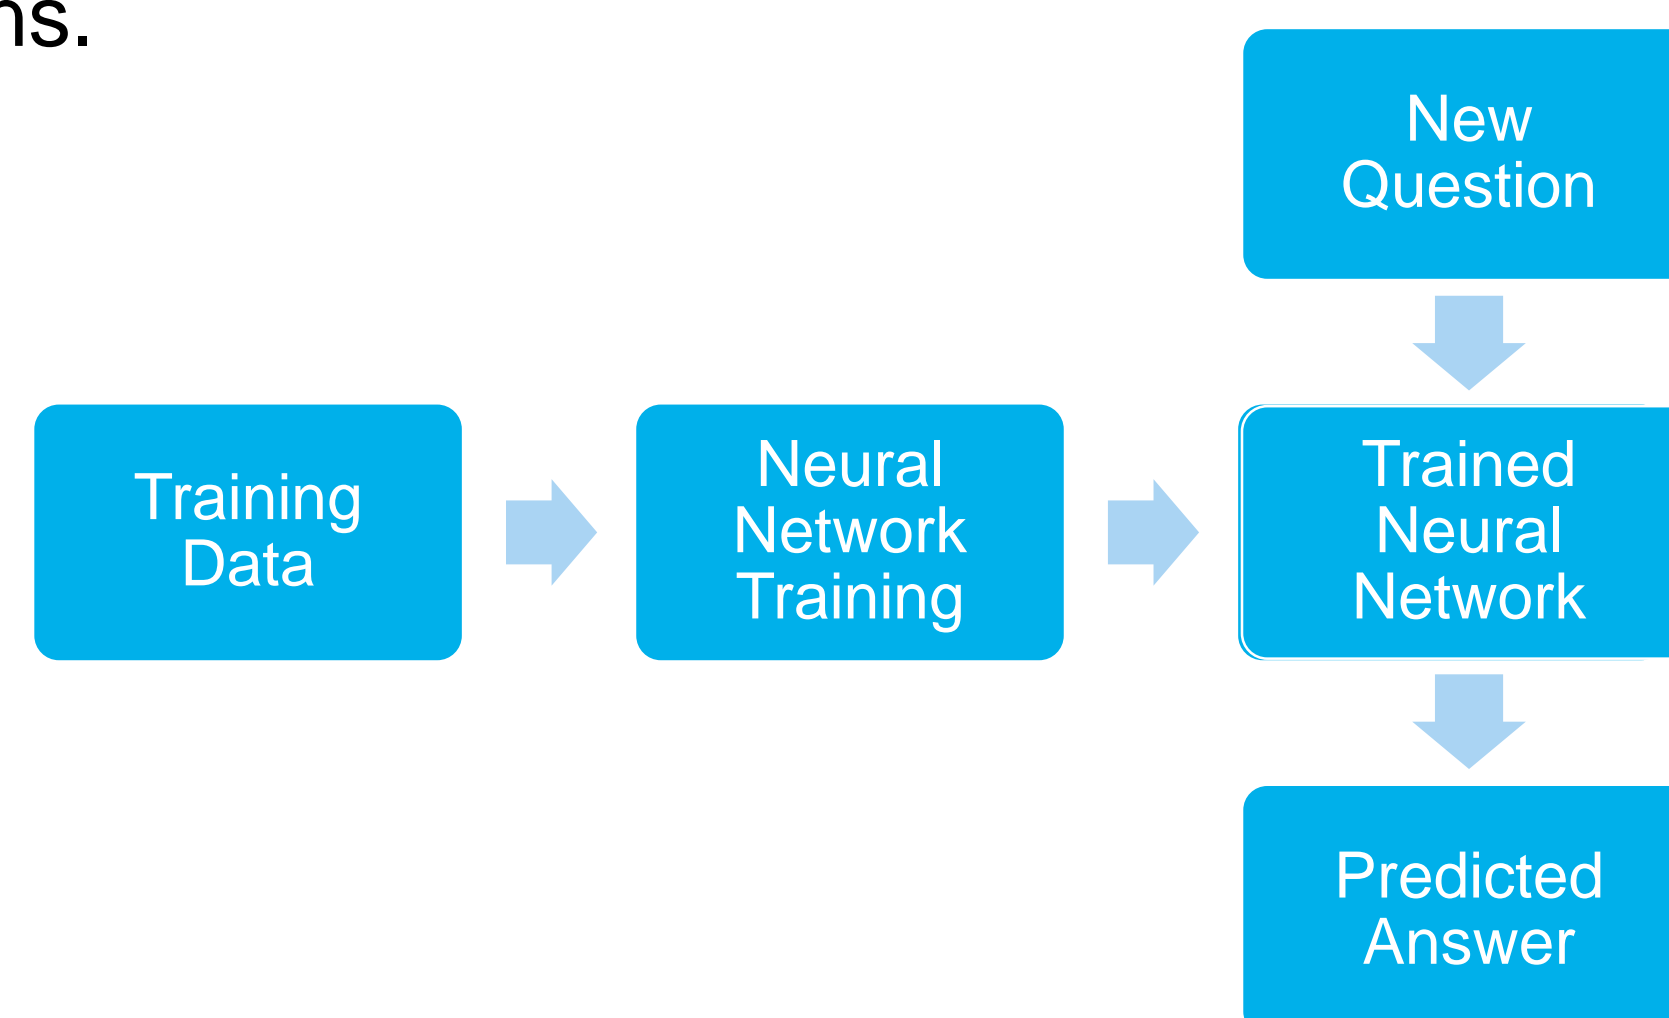 ns.
New
Question
Training
Data
Neural
Network
Training
Trained
Neural
Network
Predicted
Answer